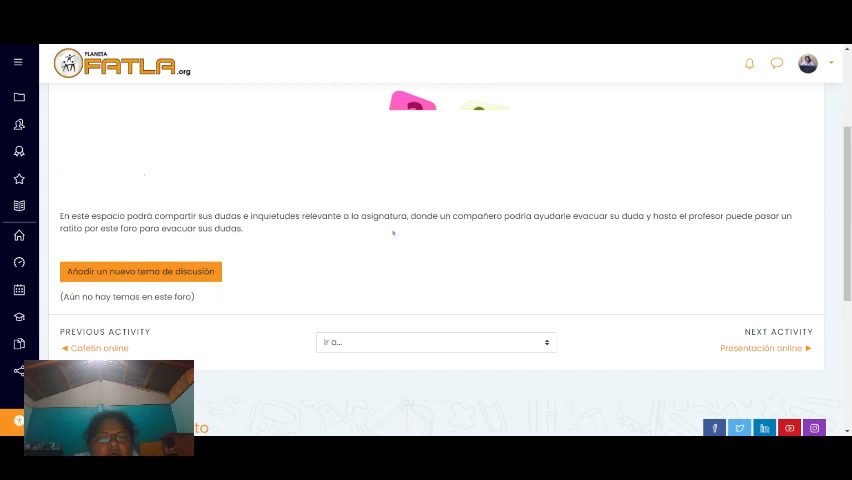 PLANETA
FATLA.org
En este espacio podrá compartir sus dudas e inquietudes relevante a la asignatura, donde un compañero podría ayudarle evacuar su duda y hasta el profesor puede pasar un
ratito por este foro para evacuar sus dudas.
Añadir un nuevo tema de discusión
(Aún no hay temas en este foro)
PREVIOUS ACTIVITY
◀ Cafetín online
Ir a...
NEXT ACTIVITY
Presentación online ▶
to